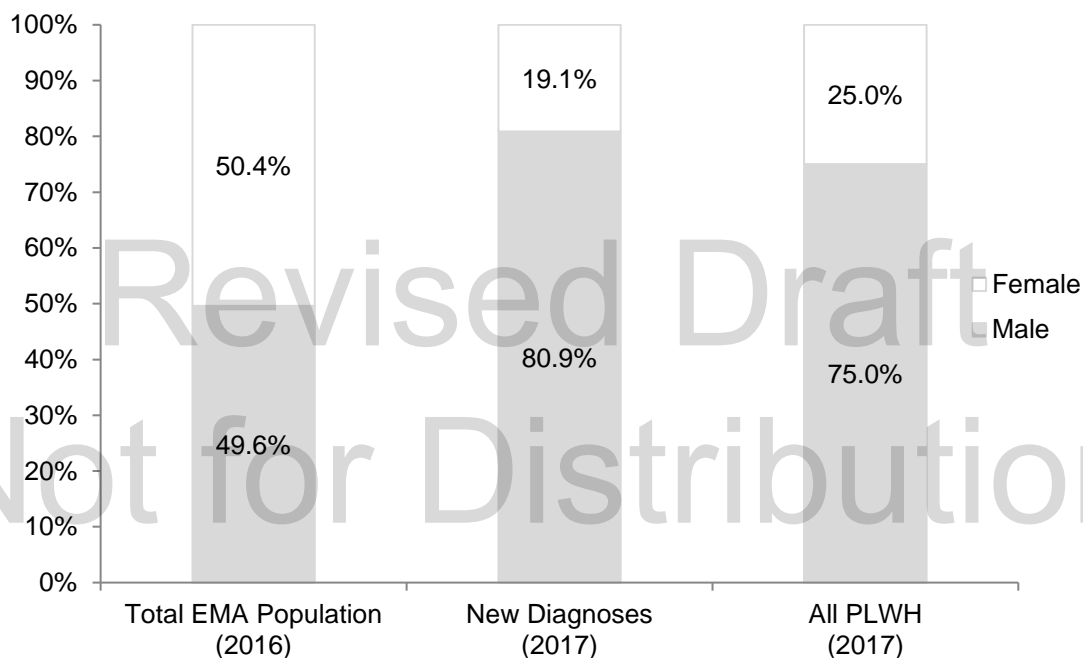 100%
90%
80%
70%
60%
50%
40%
30%
20%
10%
0%
50.4%
49.6%
19.1%
80.9%
25.0%
75.0%
Female
Male
Total EMA Population
(2016)
New Diagnoses
(2017)
All PLWH
(2017)
Revised Draft
Not for Distribution